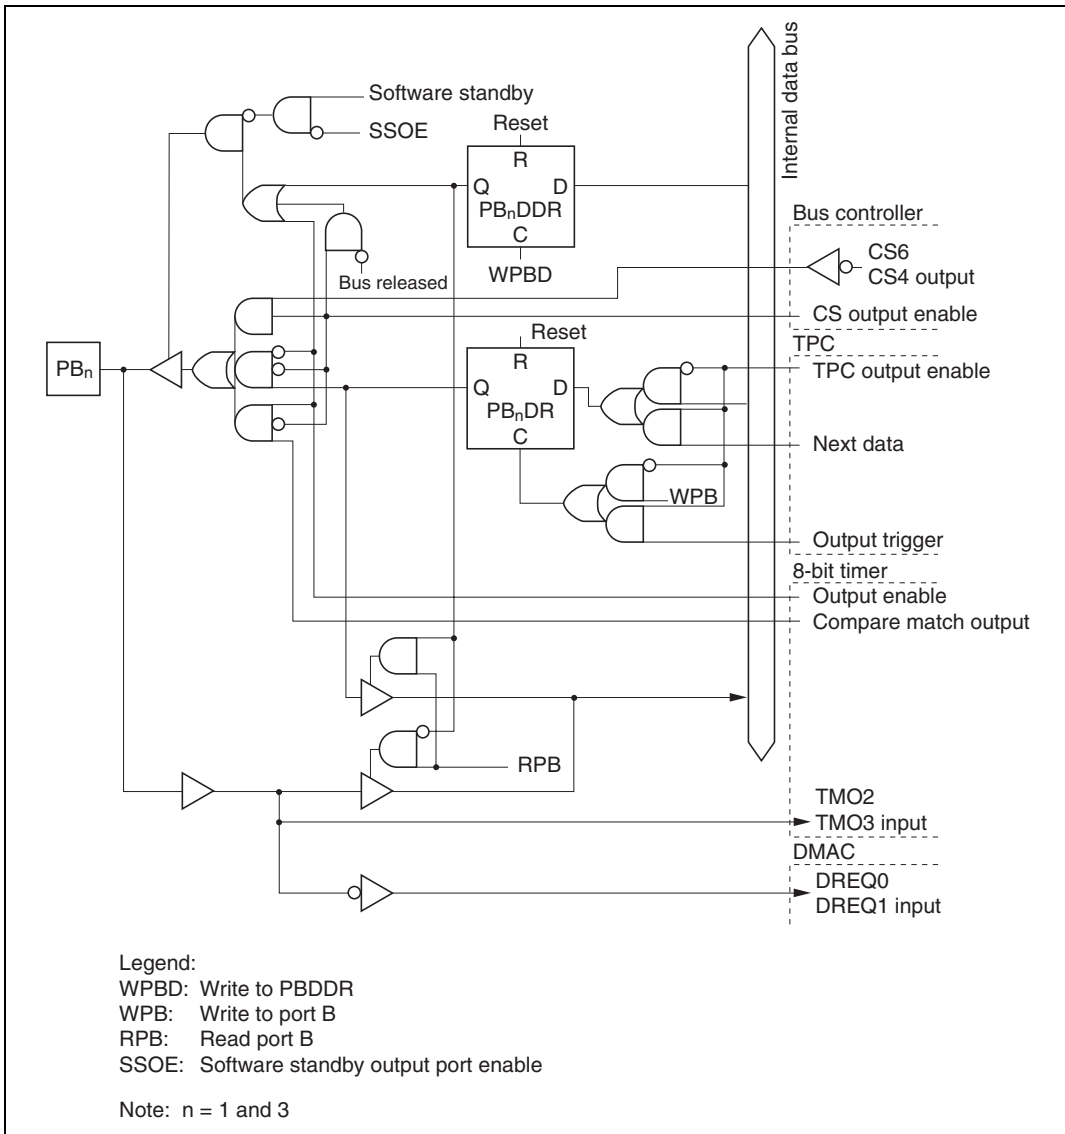 Software standby
SSOE
Reset
R
Q D
PBnDDR
C
WPBD
Bus released
Internal data bus
Bus controller
CS6
CS4 output
CS output enable
TPC
TPC output enable
Reset
R
Q D
PBnDR
C
PBn
Next data
WPB
Output trigger
8-bit timer
Output enable
Compare match output
RPB
TMO2
TMO3 input
DMAC
DREQ0
DREQ1 input
Legend:
WPBD: Write to PBDDR
WPB: Write to port B
RPB: Read port B
SSOE: Software standby output port enable
Note: n = 1 and 3